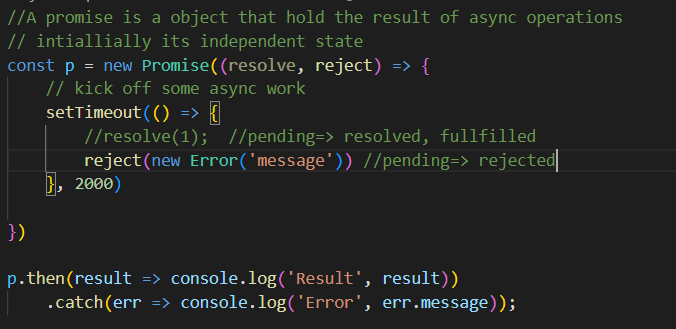 //A promise is a object that hold the result of async operations
// intiallially its independent state
const p = new Promise((resolve, reject) => {
    // kick off some async work
    setTimeout(() => {
        //resolve(1);  //pending=> resolved, fullfilled
        reject(new Error('message')) //pending=> rejected
    }, 2000)

})

p.then(result => console.log('Result', result))
    .catch(err => console.log('Error', err.message));